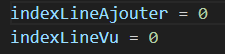 indexLineAjouter = 0
indexLineVu = 0